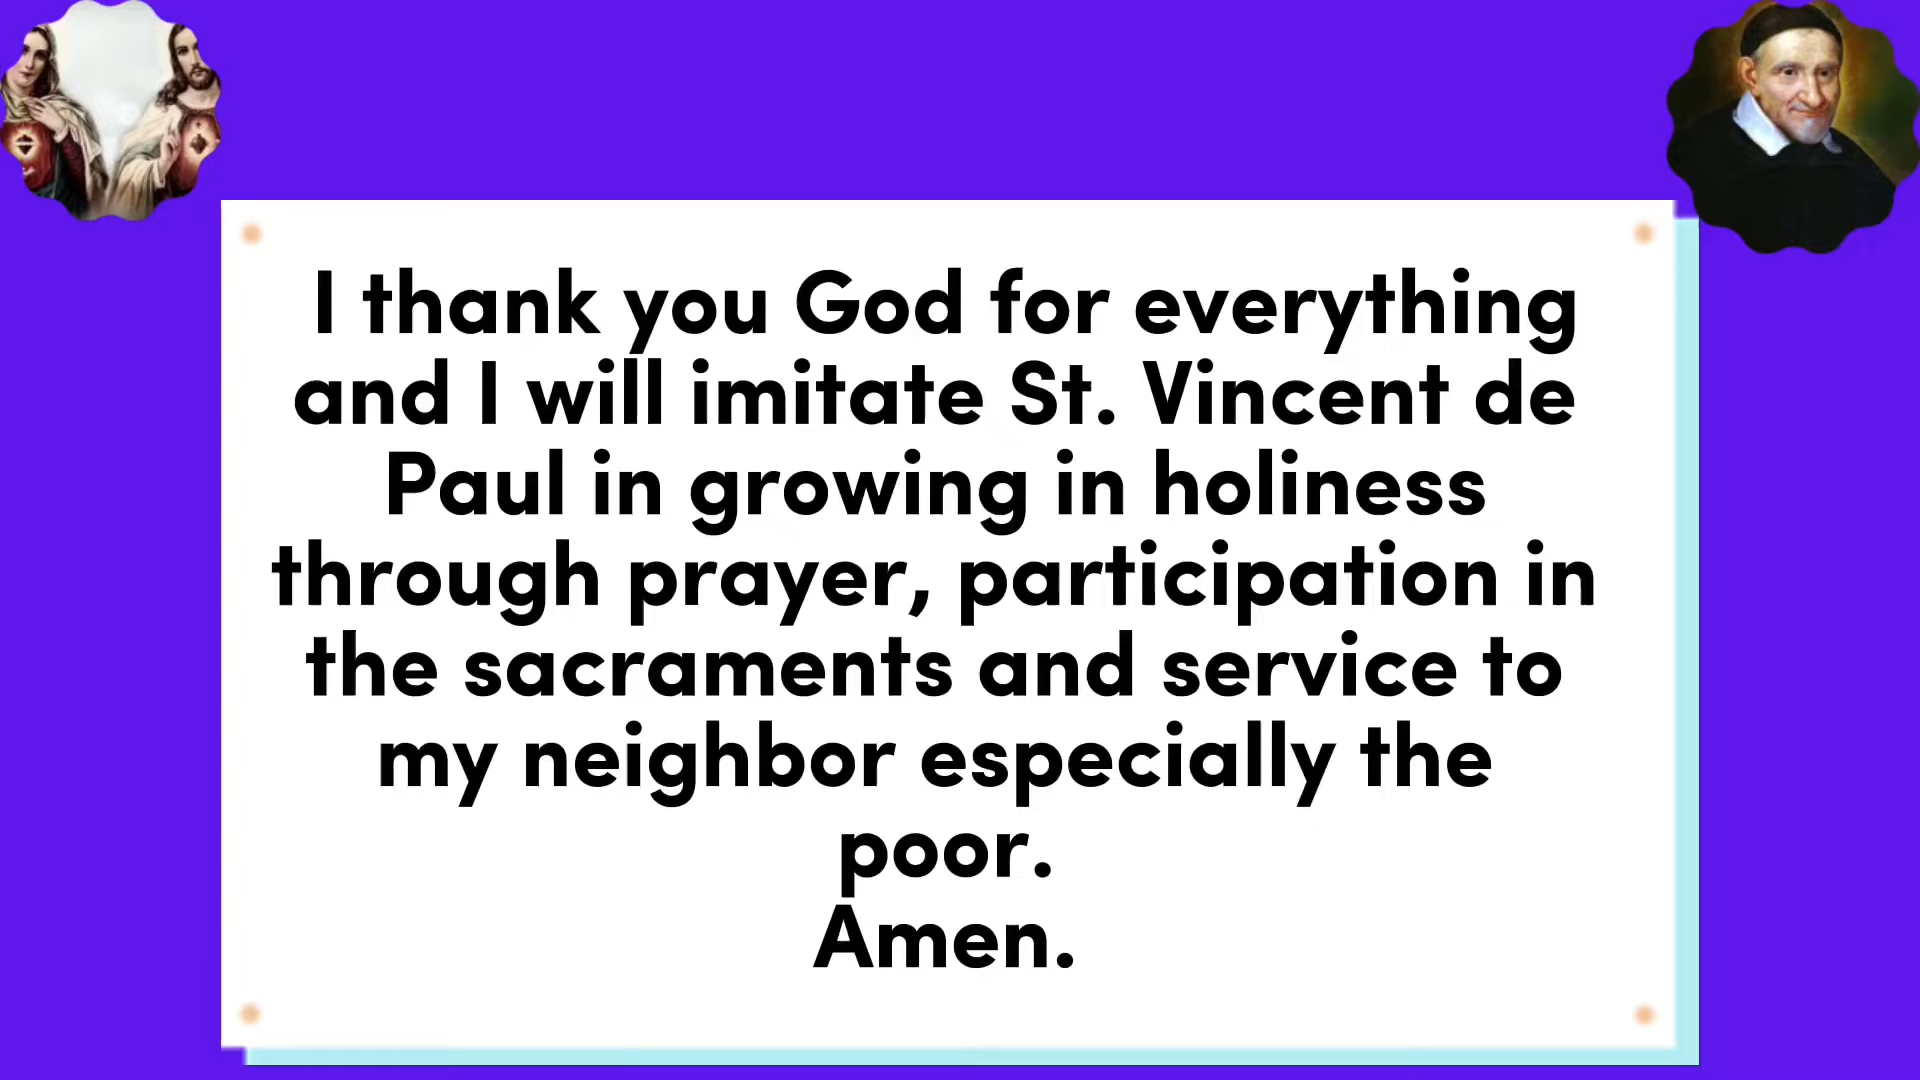 I thank you God for everything
and I will imitate St. Vincent de
Paul in growing in holiness
through prayer, participation in
the sacraments and service to
my neighbor especially the
poor.
Amen.